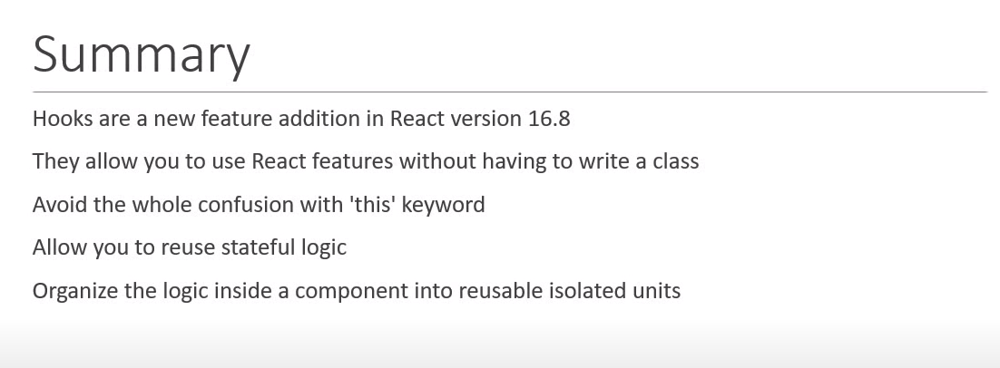 Summary
Hooks are a new feature addition in React version 16.8
They allow you to use React features without having to write a class
Avoid the whole confusion with 'this' keyword
Allow you to reuse stateful logic
Organize the logic inside a component into reusable isolated units